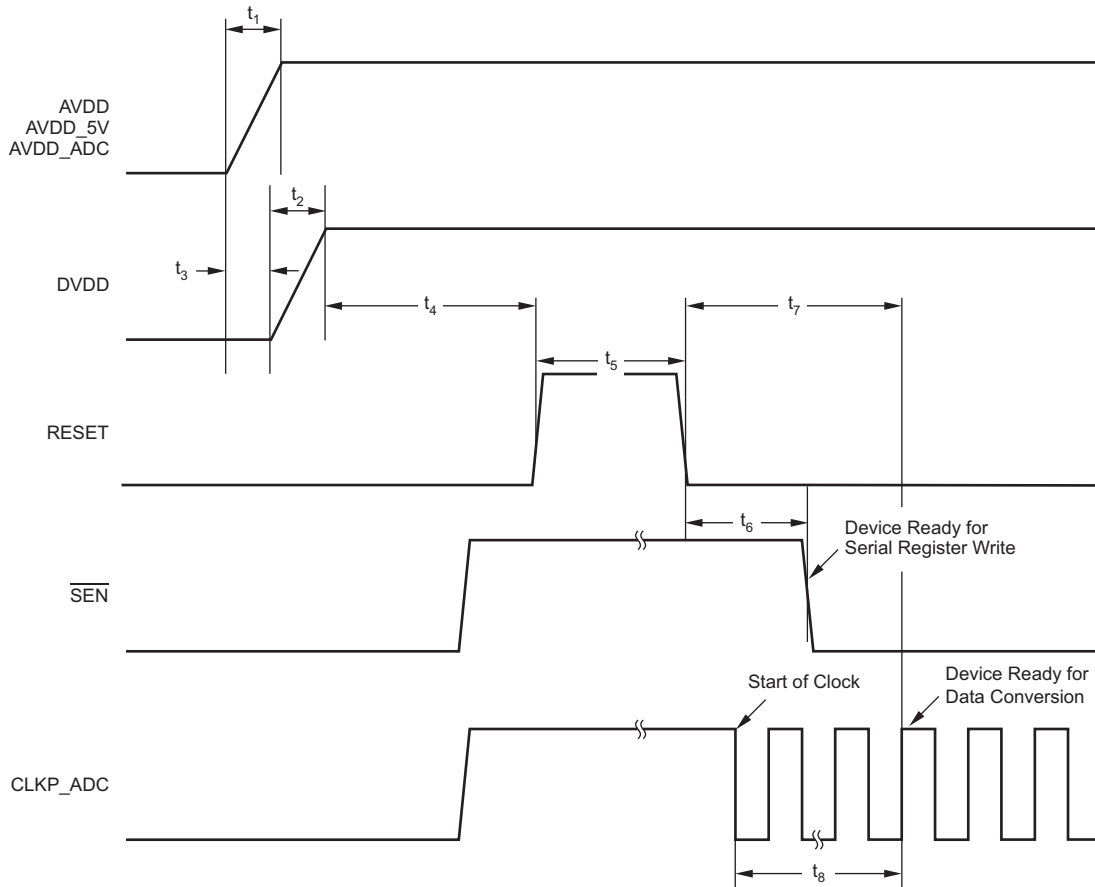 t1
AVDD
AVDD_5V
AVDD_ADC
t2
t3
DVDD
t4
t7
t5
RESET
t6
Device Ready for
Serial Register Write
SEN
Start of Clock
Device Ready for
Data Conversion
CLKP_ADC
t8